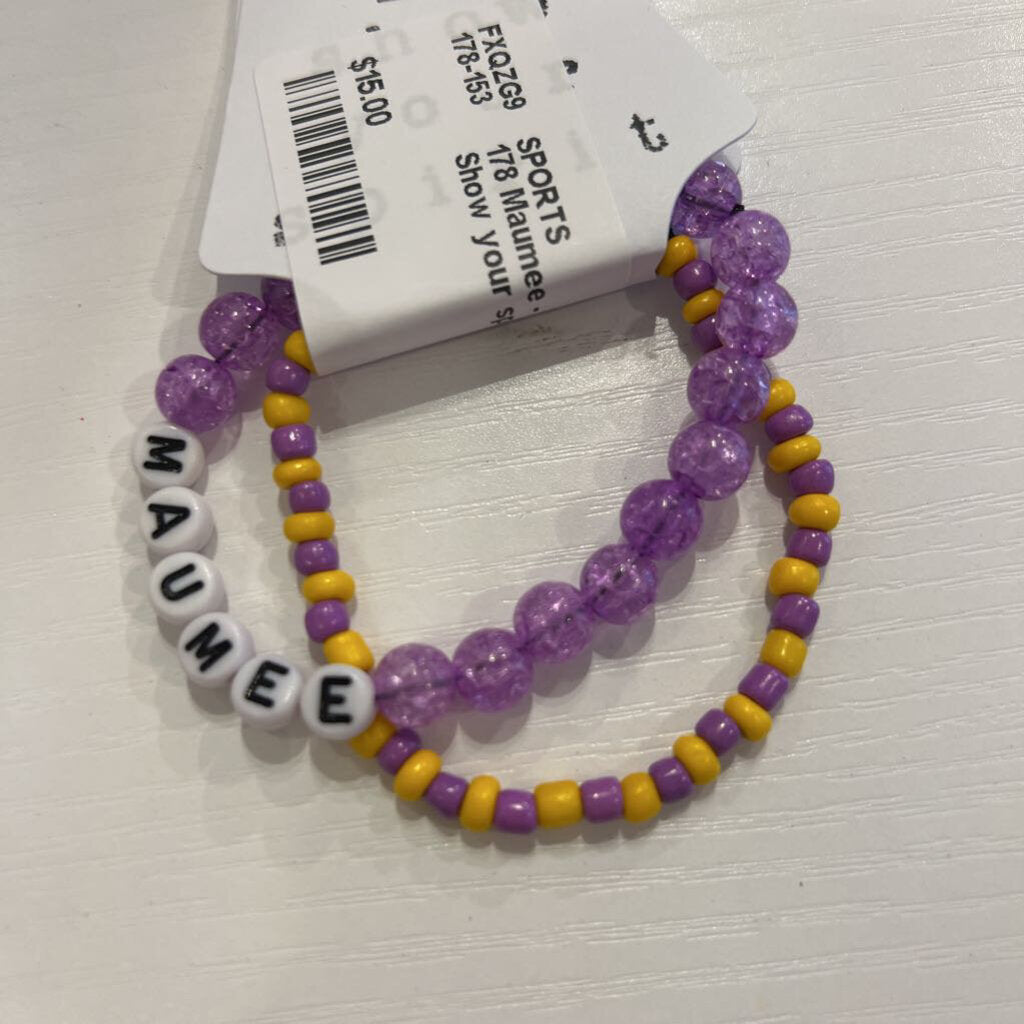 FXQZG9
178-153
$15.00
SPORTS
178 Maumee
Show your
MAUMEE